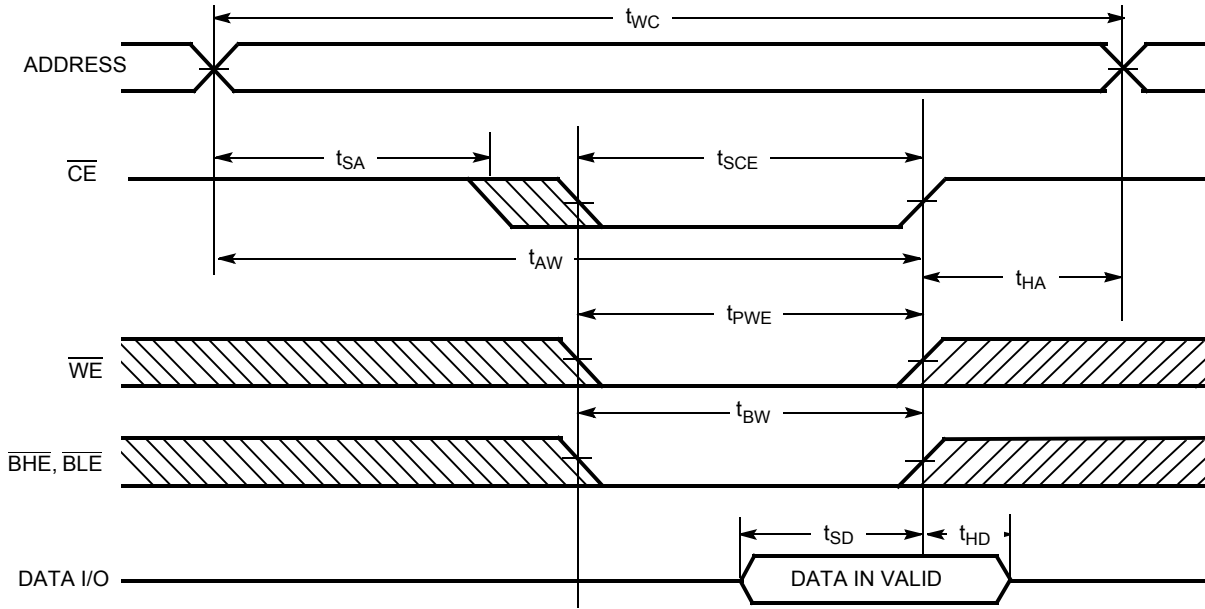 tWC
ADDRESS
tSA
tSCE
CE
tAW
tHA
tPWE
WE
tBW
BHE, BLE
tSD
tHD
DATA I/O
DATA IN VALID